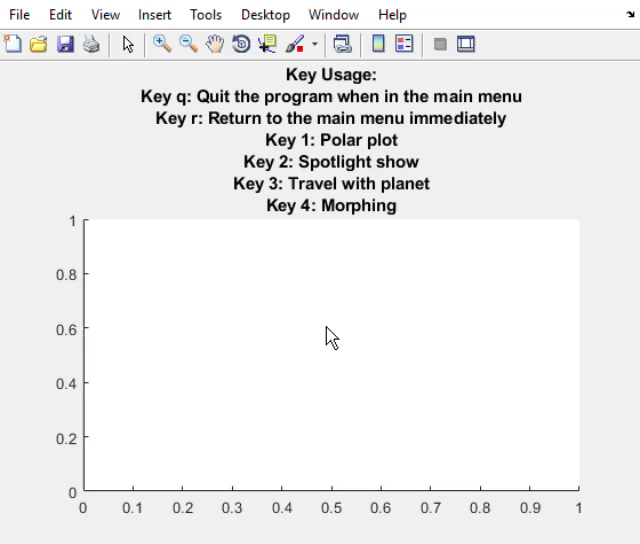 File Edit View Insert Tools Desktop Window Help
Key Usage:
Key q: Quit the program when in the main menu
Key r: Return to the main menu immediately
Key 1: Polar plot
Key 2: Spotlight show
Key 3: Travel with planet
Key 4: Morphing
1
0.8
0.6
0.4
0.2
0
0 0.1 0.2 0.3 0.4 0.5 0.6 0.7 0.8 0.9 1